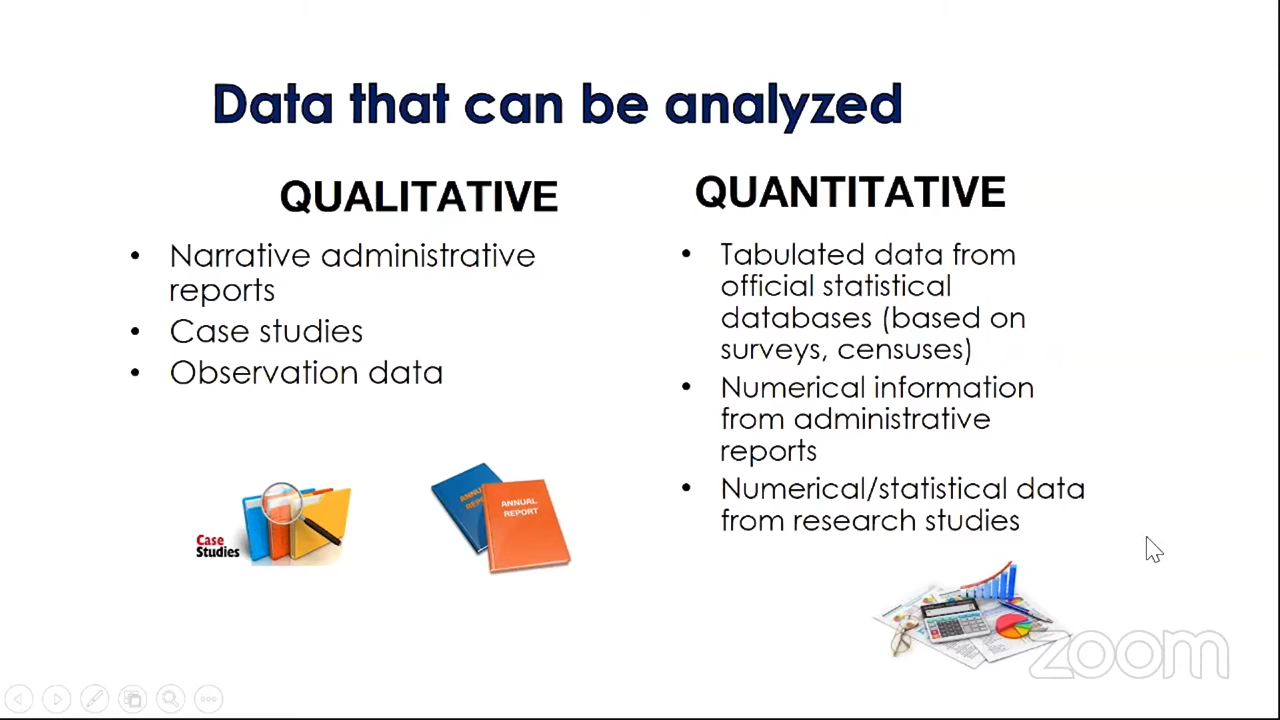 Data that can be analyzed
QUALITATIVE
• Narrative administrative
reports
• Case studies
• Observation data
Case
Studies
ANNUAL
REPORT
QUANTITATIVE
• Tabulated data from
official statistical
databases (based on
surveys, censuses)
• Numerical information
from administrative
reports
• Numerical/statistical data
from research studies
zoom